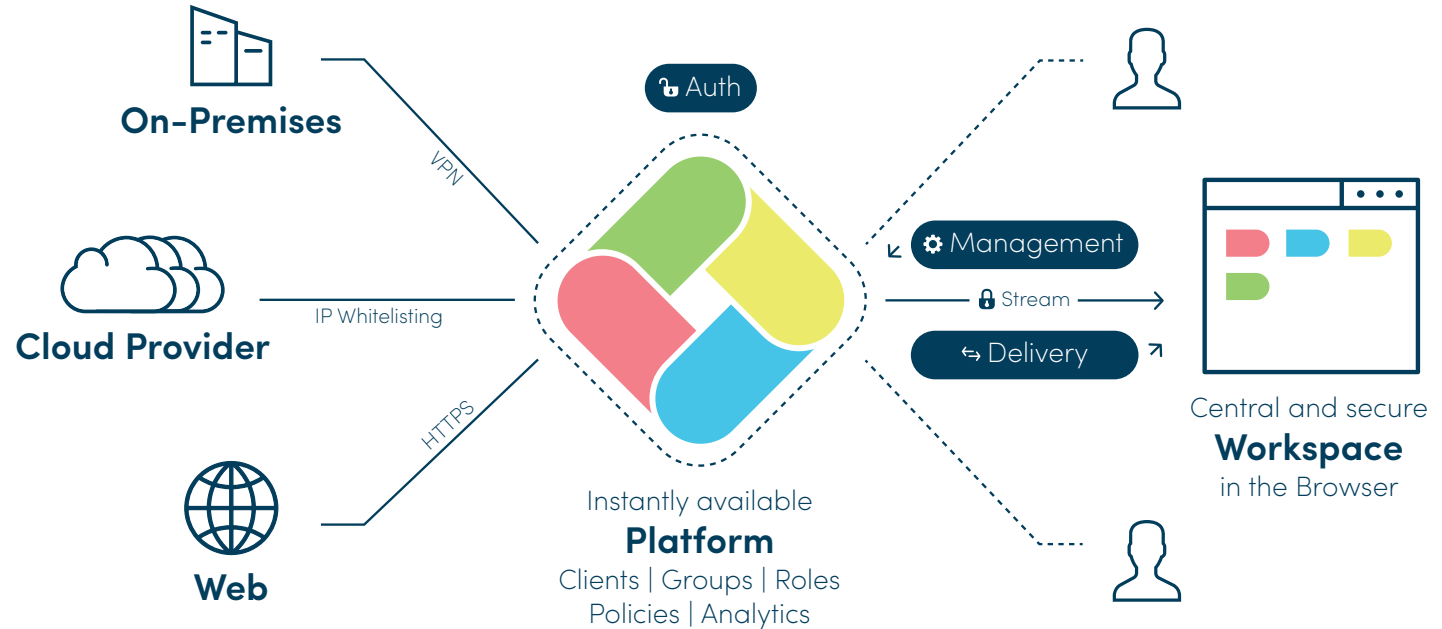 On-Premises
VPN
Cloud Provider
IP Whitelisting
Web
HTTPS
Auth
Instantly available
Platform
Clients | Groups | Roles
Policies | Analytics
Management
Stream
Delivery
Central and secure
Workspace
in the Browser